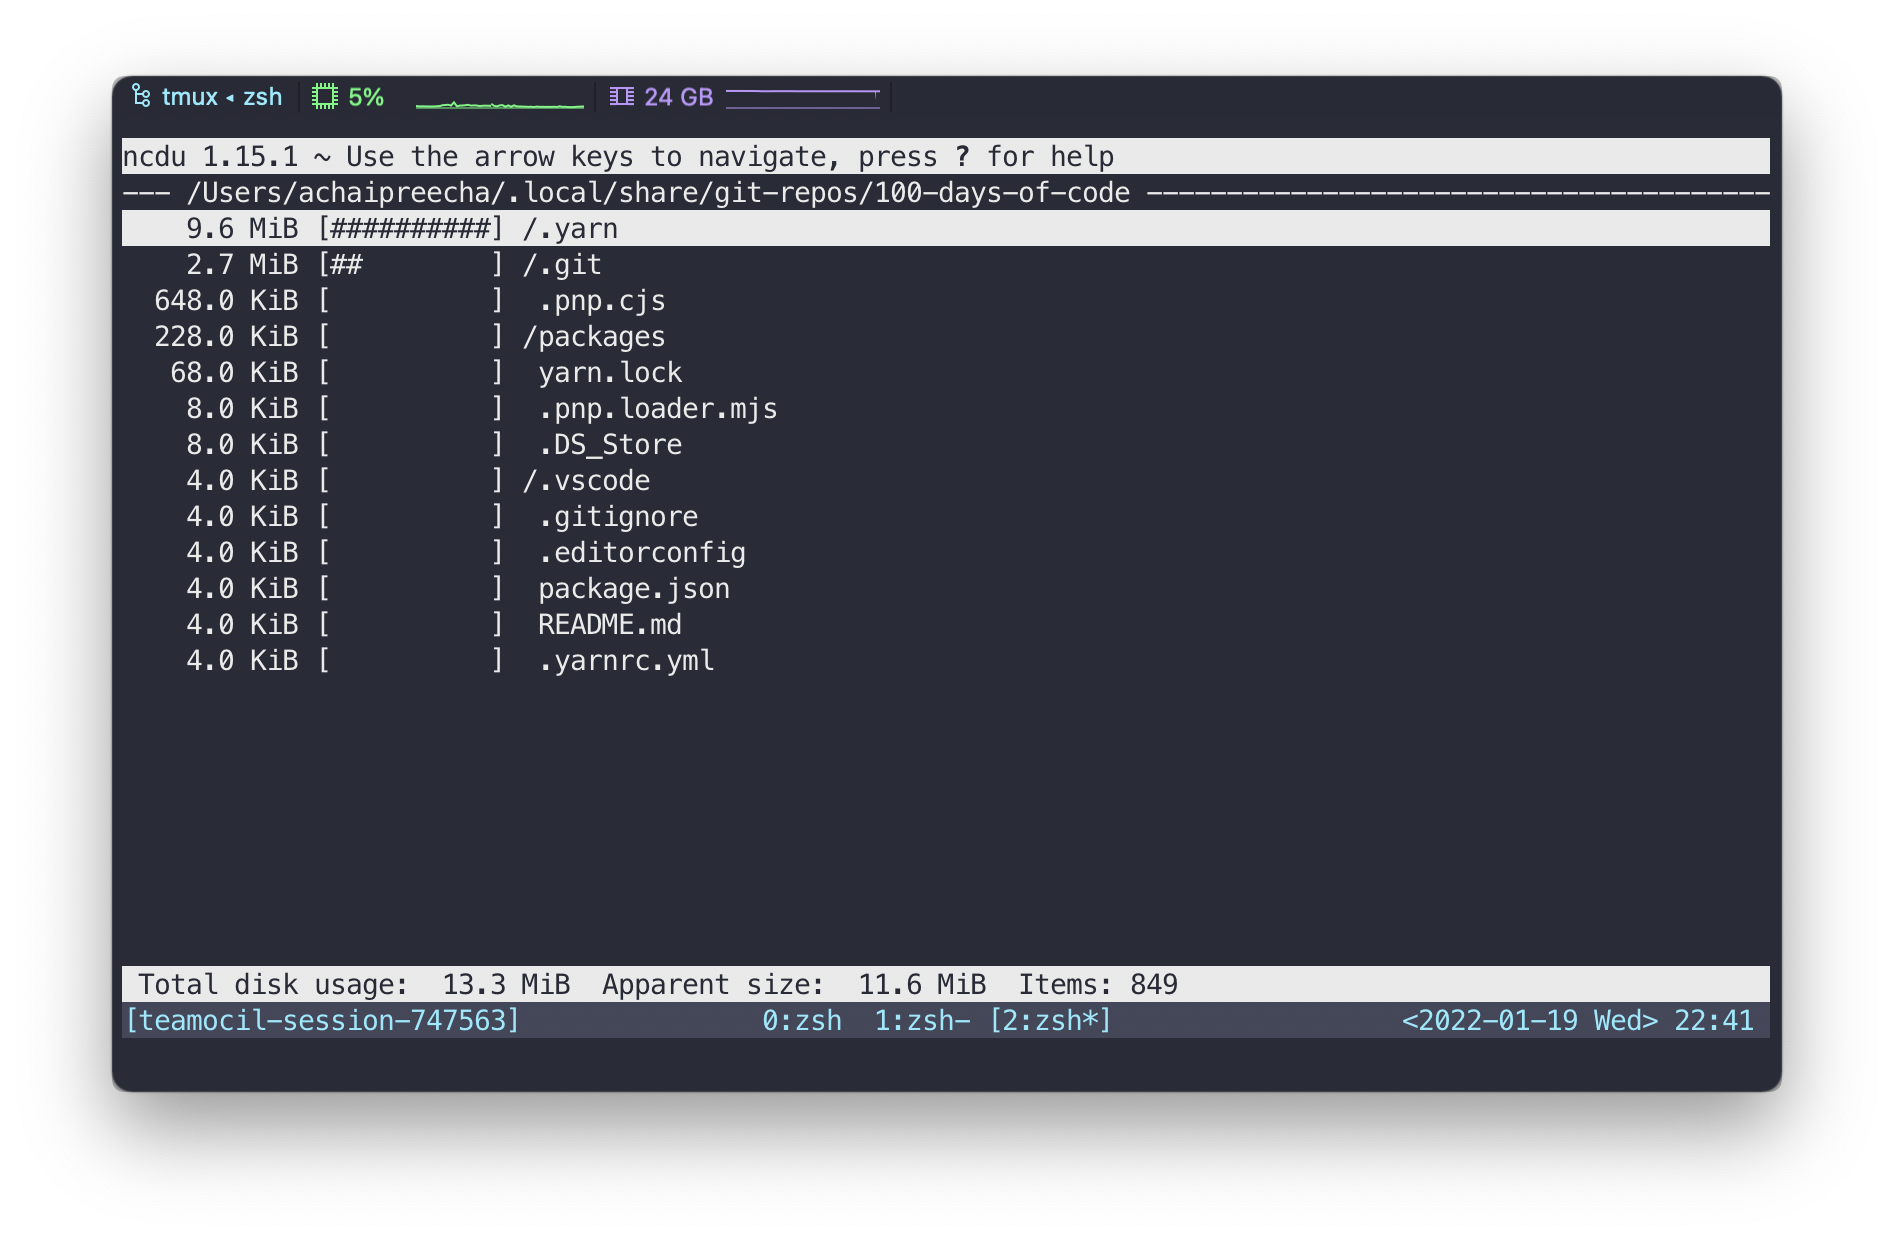 tmux ◂ zsh 5% 24 GB
ncdu 1.15.1 ~ Use the arrow keys to navigate, press ? for help
--- /Users/achaipreecha/.local/share/git-repos/100-days-of-code ---------------------------------------
    9.6 MiB [##########] /.yarn
    2.7 MiB [##        ] /.git
  648.0 KiB [          ]  .pnp.cjs
  228.0 KiB [          ] /packages
   68.0 KiB [          ]  yarn.lock
    8.0 KiB [          ]  .pnp.loader.mjs
    8.0 KiB [          ]  .DS_Store
    4.0 KiB [          ] /.vscode
    4.0 KiB [          ]  .gitignore
    4.0 KiB [          ]  .editorconfig
    4.0 KiB [          ]  package.json
    4.0 KiB [          ]  README.md
    4.0 KiB [          ]  .yarnrc.yml
 Total disk usage:  13.3 MiB  Apparent size:  11.6 MiB  Items: 849
[teamocil-session-747563] 0:zsh  1:zsh- [2:zsh*] <2022-01-19 Wed> 22:41